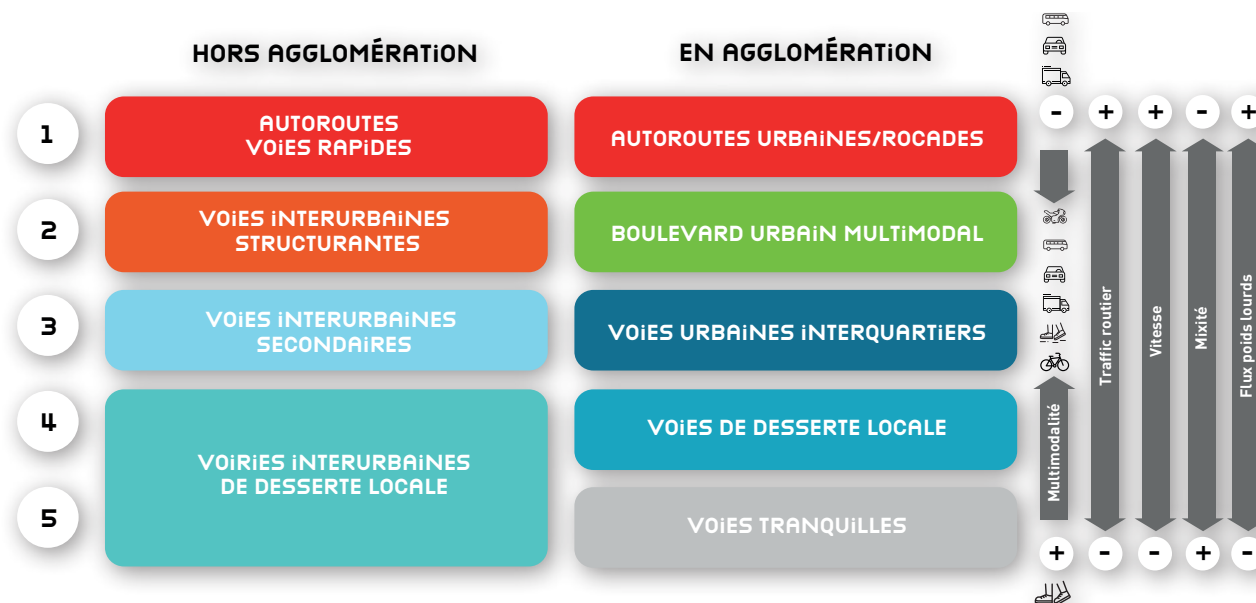 HORS AGGLOMÉRATiON
EN AGGLOMÉRATiON
- + + - +
1
AUTOROUTES
VOiES RAPiDES
AUTOROUTES URBAiNES/ROCADES
2
VOiES iNTERURBAiNES
STRUCTURANTES
BOULEVARD URBAiN MULTiMODAL
3
VOiES iNTERURBAiNES
SECONDAiRES
VOiES URBAiNES iNTERQUARTiERS
4
VOiRiES iNTERURBAiNES
DE DESSERTE LOCALE
VOiES DE DESSERTE LOCALE
5
VOiES TRANQUiLLES
Multimodalité
Traffic routier
Vitesse
Mixité
Flux poids lourds
+ - - + -